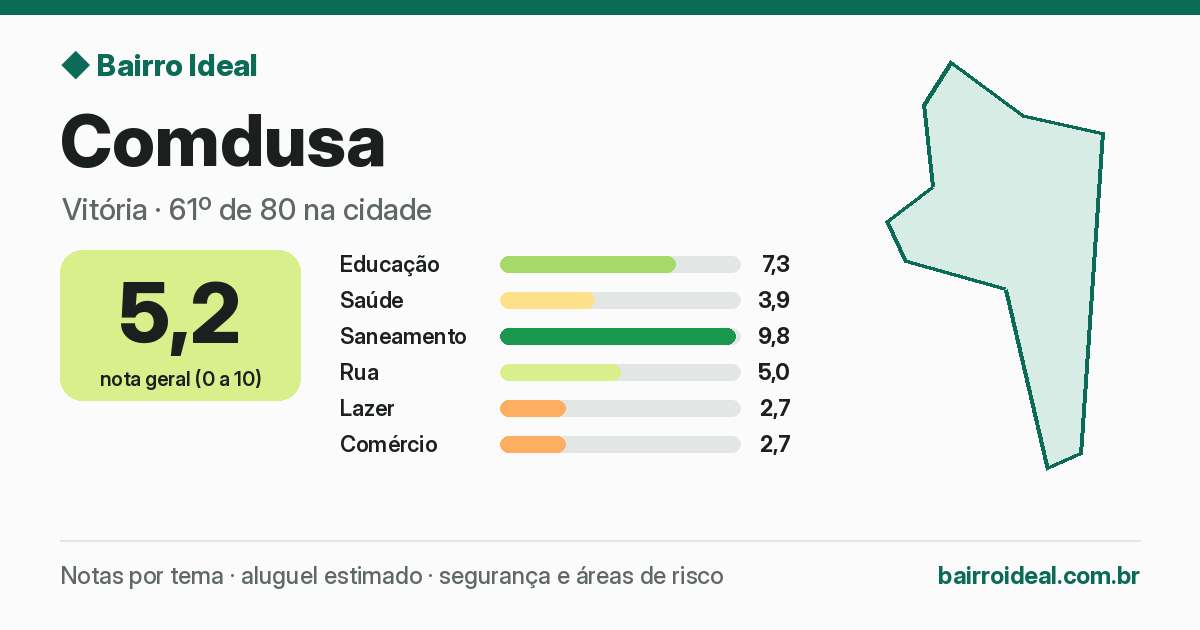 Bairro Ideal
Comdusa
Vitória · 61º de 80 na cidade
5,2
nota geral (0 a 10)
Educação 7,3
Saúde 3,9
Saneamento 9,8
Rua 5,0
Lazer 2,7
Comércio 2,7
Notas por tema · aluguel estimado · segurança e áreas de risco
bairroideal.com.br